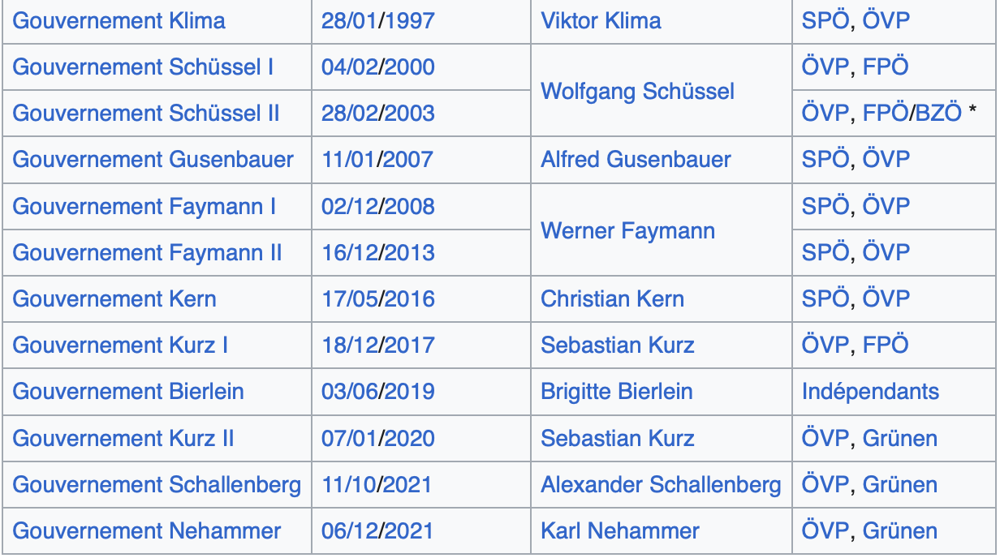 Gouvernement Klima 28/01/1997 Viktor Klima SPÖ, ÖVP
Gouvernement Schüssel I 04/02/2000 ÖVP, FPÖ
Wolfgang Schüssel
Gouvernement Schüssel II 28/02/2003 ÖVP, FPÖ/BZÖ *
Gouvernement Gusenbauer 11/01/2007 Alfred Gusenbauer SPÖ, ÖVP
Gouvernement Faymann I 02/12/2008 SPÖ, ÖVP
Werner Faymann
Gouvernement Faymann II 16/12/2013 SPÖ, ÖVP
Gouvernement Kern 17/05/2016 Christian Kern SPÖ, ÖVP
Gouvernement Kurz I 18/12/2017 Sebastian Kurz ÖVP, FPÖ
Gouvernement Bierlein 03/06/2019 Brigitte Bierlein Indépendants
Gouvernement Kurz II 07/01/2020 Sebastian Kurz ÖVP, Grünen
Gouvernement Schallenberg 11/10/2021 Alexander Schallenberg ÖVP, Grünen
Gouvernement Nehammer 06/12/2021 Karl Nehammer ÖVP, Grünen